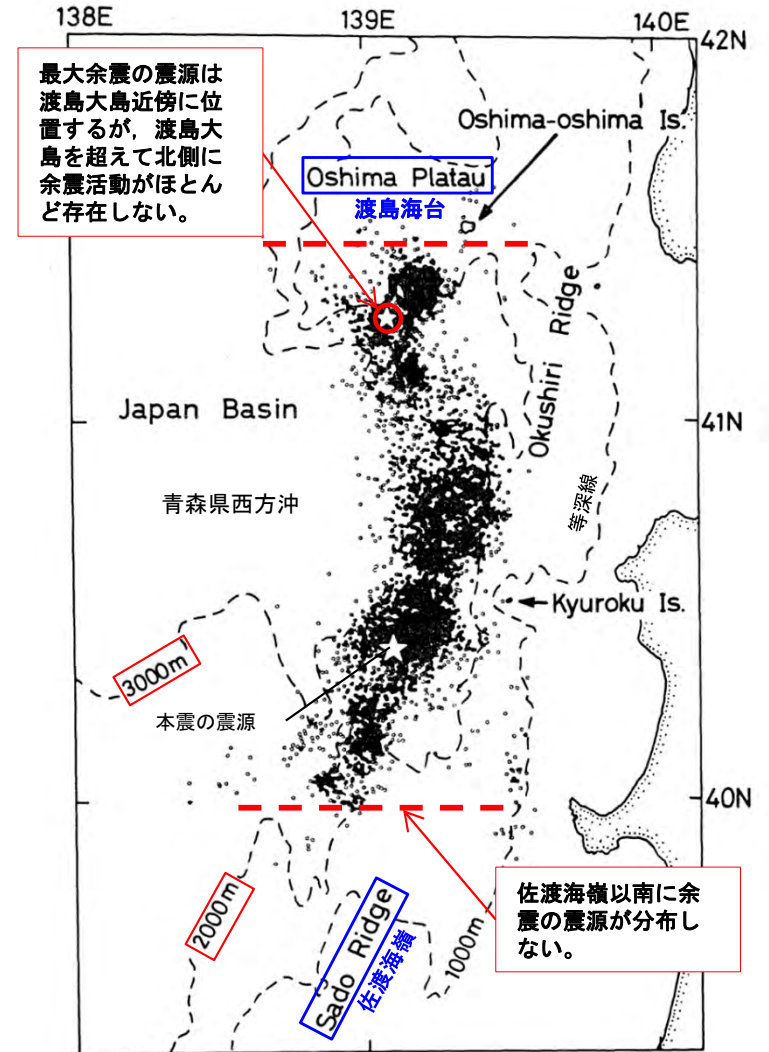 138E
139E
140E
42N
最大余震の震源は
渡島大島近傍に位
置するが，渡島大
島を超えて北側に
余震活動がほとん
ど存在しない。
Oshima-oshima Is.
Oshima Platau
渡島海台
Okushiri Ridge
Japan Basin
41N
青森県西方沖
等深線
Kyuroku Is.
3000m
本震の震源
40N
2000m
Sado Ridge
佐渡海嶺
1000m
佐渡海嶺以南に余
震の震源が分布し
ない。